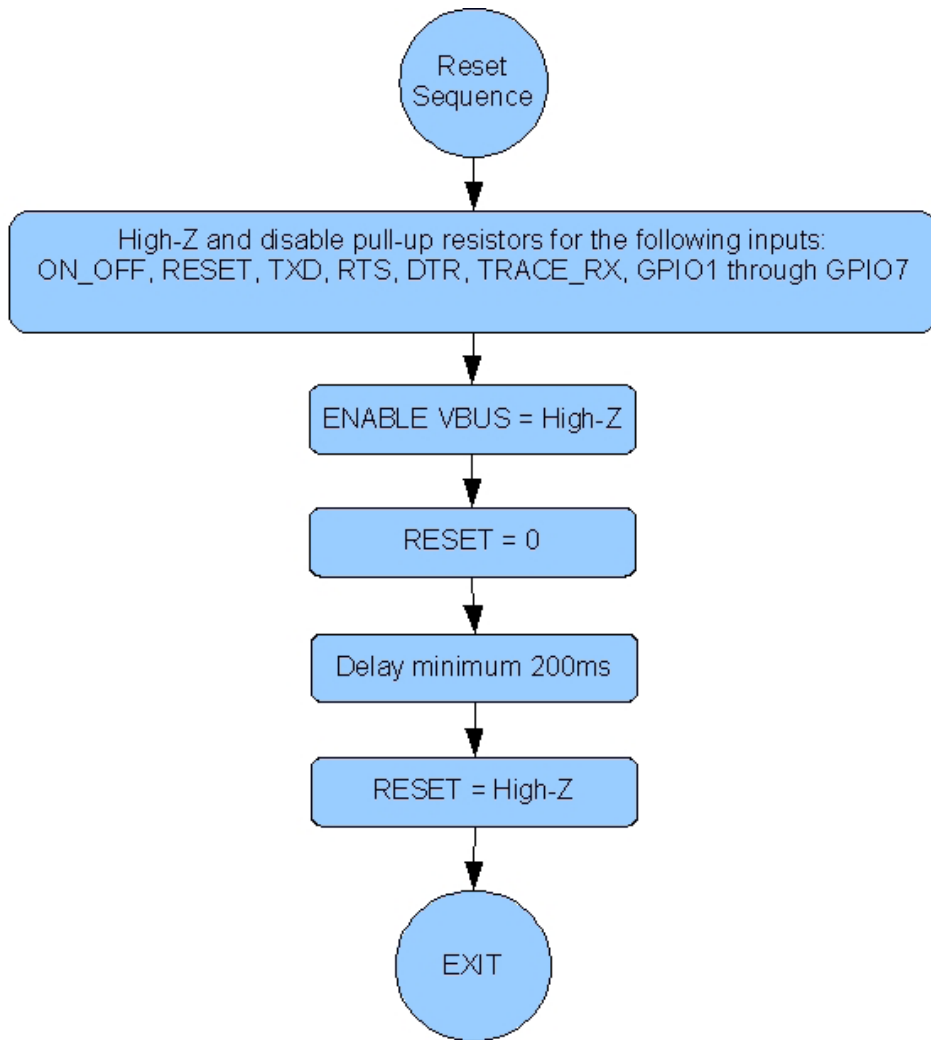 Reset
Sequence
High-Z and disable pull-up resistors for the following inputs:
ON_OFF, RESET, TXD, RTS, DTR, TRACE_RX, GPIO1 through GPIO7
ENABLE VBUS = High-Z
RESET = 0
Delay minimum 200ms
RESET = High-Z
EXIT